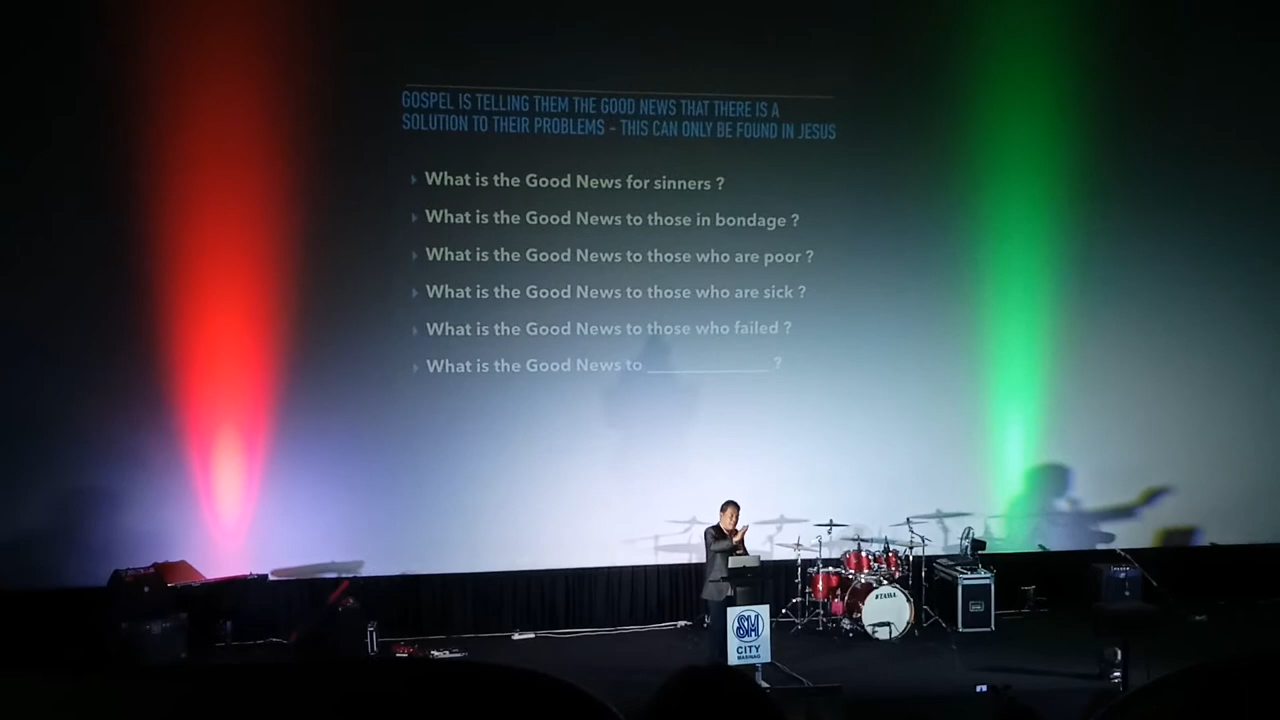 GOSPEL IS TELLING THEM THE GOOD NEWS THAT THERE IS A
SOLUTION TO THEIR PROBLEMS - THIS CAN ONLY BE FOUND IN JESUS
What is the Good News for sinners ?
What is the Good News to those in bondage ?
What is the Good News to those who are poor ?
What is the Good News to those who are sick ?
What is the Good News to those who failed ?
What is the Good News to ____________ ?
TAMA
SM
CITY
MASINAG